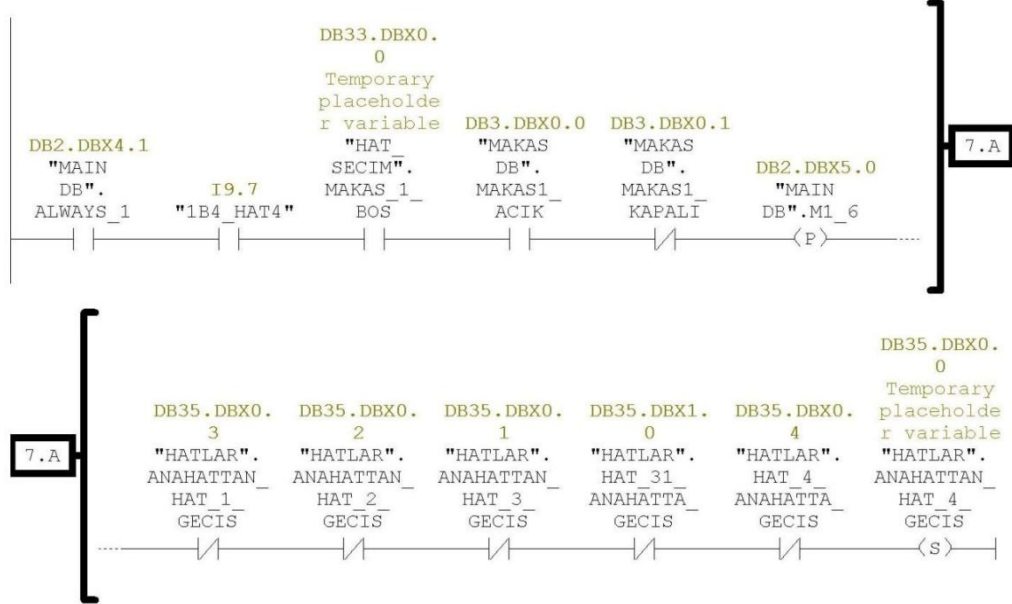 DB33.DBX0.
0
Temporary
placeholde
r variable
"HAT_
SECIM".
MAKAS_1_
BOS
DB2.DBX4.1
"MAIN
DB".
ALWAYS_1
I9.7
"1B4_HAT4"
DB3.DBX0.0
"MAKAS
DB".
MAKAS1_
ACIK
DB3.DBX0.1
"MAKAS
DB".
MAKAS1_
KAPALI
DB2.DBX5.0
"MAIN
DB".M1_6
P
7.A
7.A
DB35.DBX0.
3
"HATLAR".
ANAHATTAN_
HAT_1_
GECIS
DB35.DBX0.
2
"HATLAR".
ANAHATTAN_
HAT_2_
GECIS
DB35.DBX0.
1
"HATLAR".
ANAHATTAN_
HAT_3_
GECIS
DB35.DBX1.
0
"HATLAR".
HAT_31_
ANAHATTA_
GECIS
DB35.DBX0.
4
"HATLAR".
HAT_4_
ANAHATTA_
GECIS
DB35.DBX0.
0
Temporary
placeholde
r variable
"HATLAR".
ANAHATTAN_
HAT_4_
GECIS
S